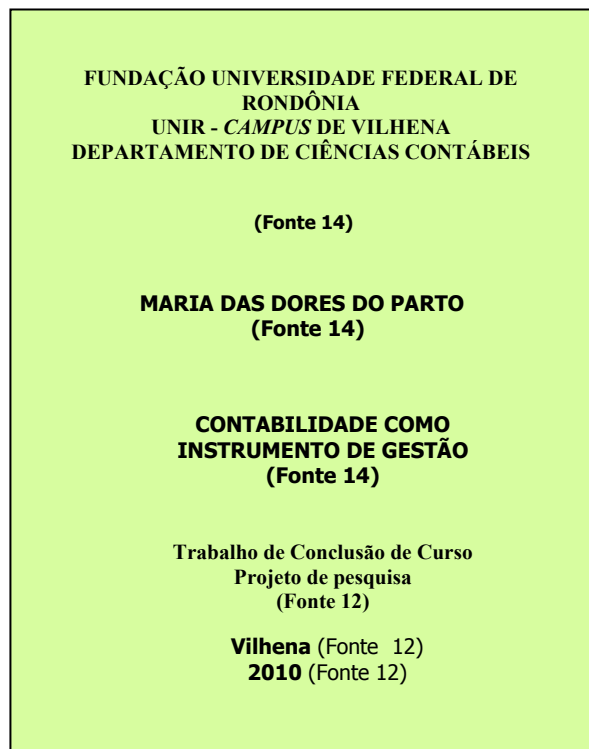 FUNDAÇÃO UNIVERSIDADE FEDERAL DE
RONDÔNIA
UNIR - CAMPUS DE VILHENA
DEPARTAMENTO DE CIÊNCIAS CONTÁBEIS
(Fonte 14)
MARIA DAS DORES DO PARTO
(Fonte 14)
CONTABILIDADE COMO
INSTRUMENTO DE GESTÃO
(Fonte 14)
Trabalho de Conclusão de Curso
Projeto de pesquisa
(Fonte 12)
Vilhena (Fonte 12)
2010 (Fonte 12)